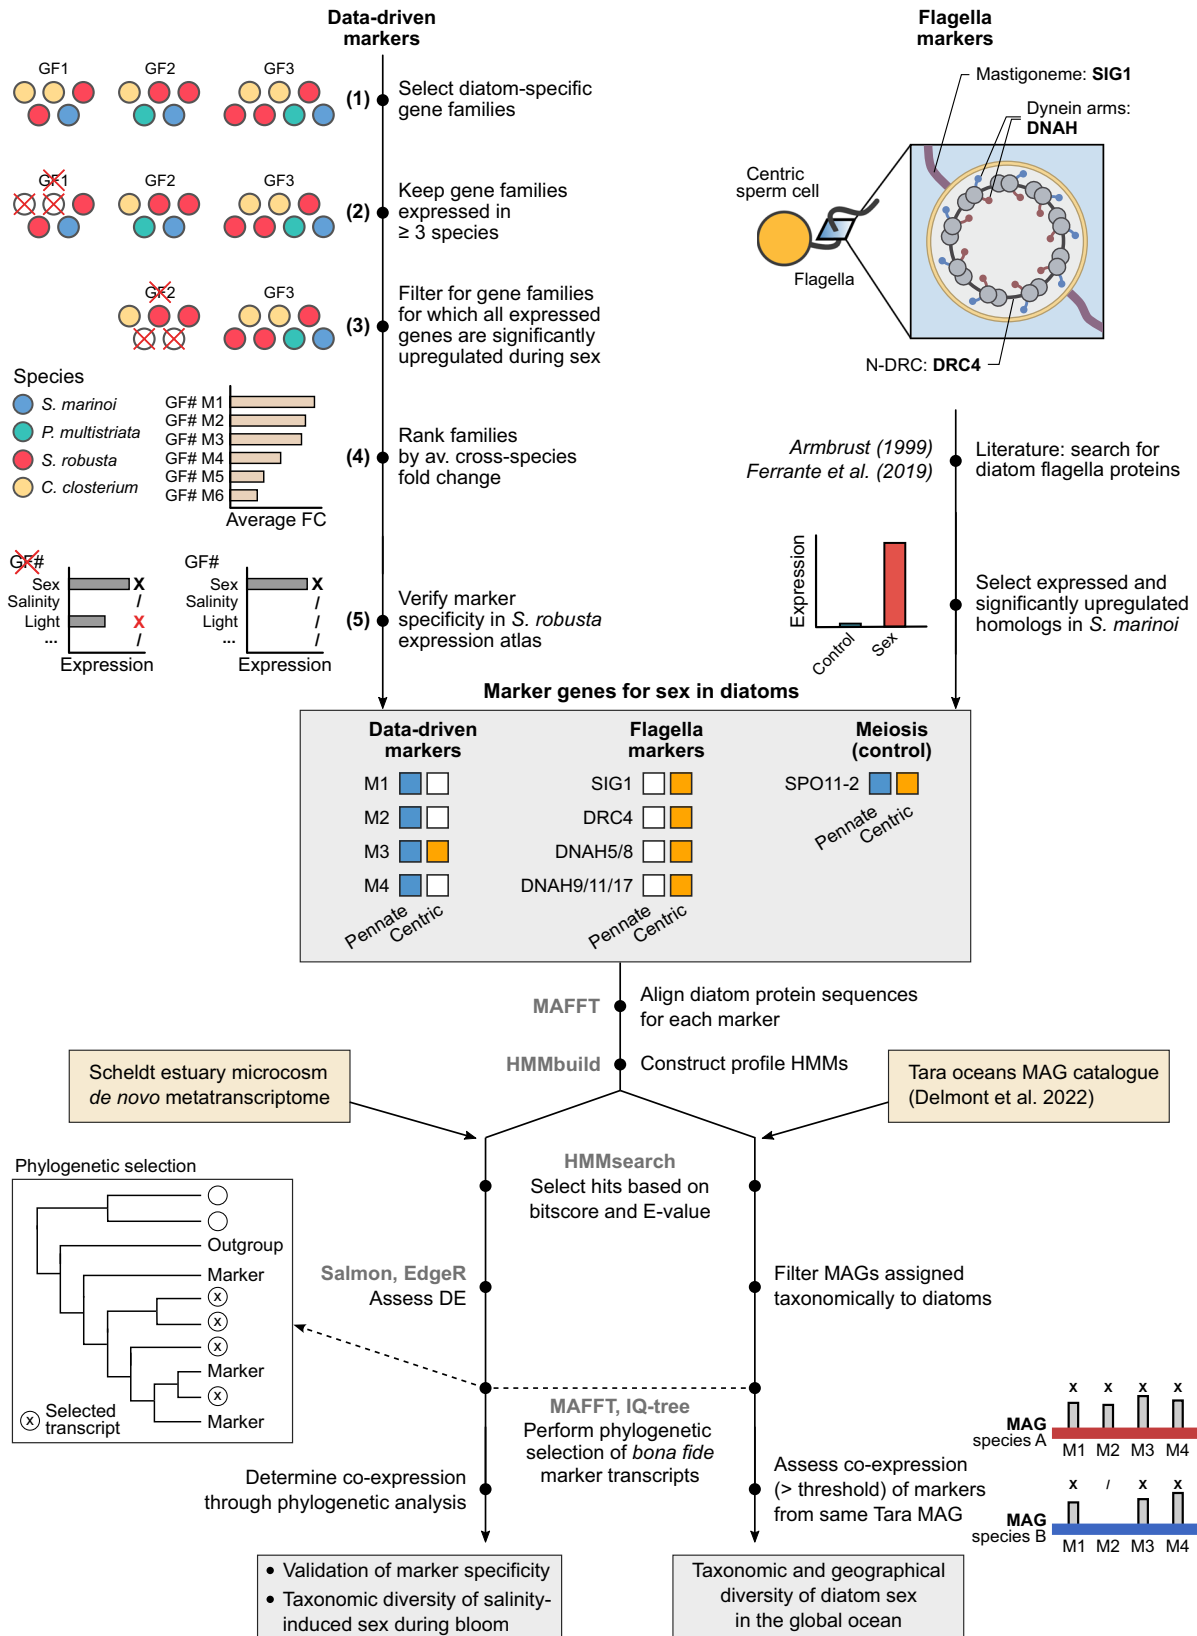 Data-driven
markers
GF1
GF2
GF3
(1)
Select diatom-specific
gene families
GF1
GF2
GF3
(2)
Keep gene families
expressed in
≥ 3 species
GF2
GF3
(3)
Filter for gene families
for which all expressed
genes are significantly
upregulated during sex
Species
S. marinoi
P. multistriata
S. robusta
C. closterium
GF# M1
GF# M2
GF# M3
GF# M4
GF# M5
GF# M6
Average FC
(4)
Rank families
by av. cross-species
fold change
GF#
Sex
Salinity
Light
...
X
/
X
/
Expression
GF#
Sex
Salinity
Light
...
X
/
/
Expression
(5)
Verify marker
specificity in S. robusta
expression atlas
Flagella
markers
Mastigoneme: SIG1
Dynein arms:
DNAH
Centric
sperm cell
Flagella
N-DRC: DRC4
Armbrust (1999)
Ferrante et al. (2019)
Literature: search for
diatom flagella proteins
Expression
Control
Sex
Select expressed and
significantly upregulated
homologs in S. marinoi
Marker genes for sex in diatoms
Data-driven
markers
M1
M2
M3
M4
Pennate
Centric
Flagella
markers
SIG1
DRC4
DNAH5/8
DNAH9/11/17
Pennate
Centric
Meiosis
(control)
SPO11-2
Pennate
Centric
MAFFT
Align diatom protein sequences
for each marker
HMMbuild
Construct profile HMMs
Scheldt estuary microcosm
de novo metatranscriptome
Tara oceans MAG catalogue
(Delmont et al. 2022)
HMMsearch
Select hits based on
bitscore and E-value
Phylogenetic selection
Outgroup
Marker
x
x
x
Marker
x
Marker
x Selected
transcript
Salmon, EdgeR
Assess DE
Filter MAGs assigned
taxonomically to diatoms
MAFFT, IQ-tree
Perform phylogenetic
selection of bona fide
marker transcripts
Determine co-expression
through phylogenetic analysis
Assess co-expression
(> threshold) of markers
from same Tara MAG
x x x x
MAG
species A
M1 M2 M3 M4
x / x x
MAG
species B
M1 M2 M3 M4
• Validation of marker specificity
• Taxonomic diversity of salinity-
induced sex during bloom
Taxonomic and geographical
diversity of diatom sex
in the global ocean